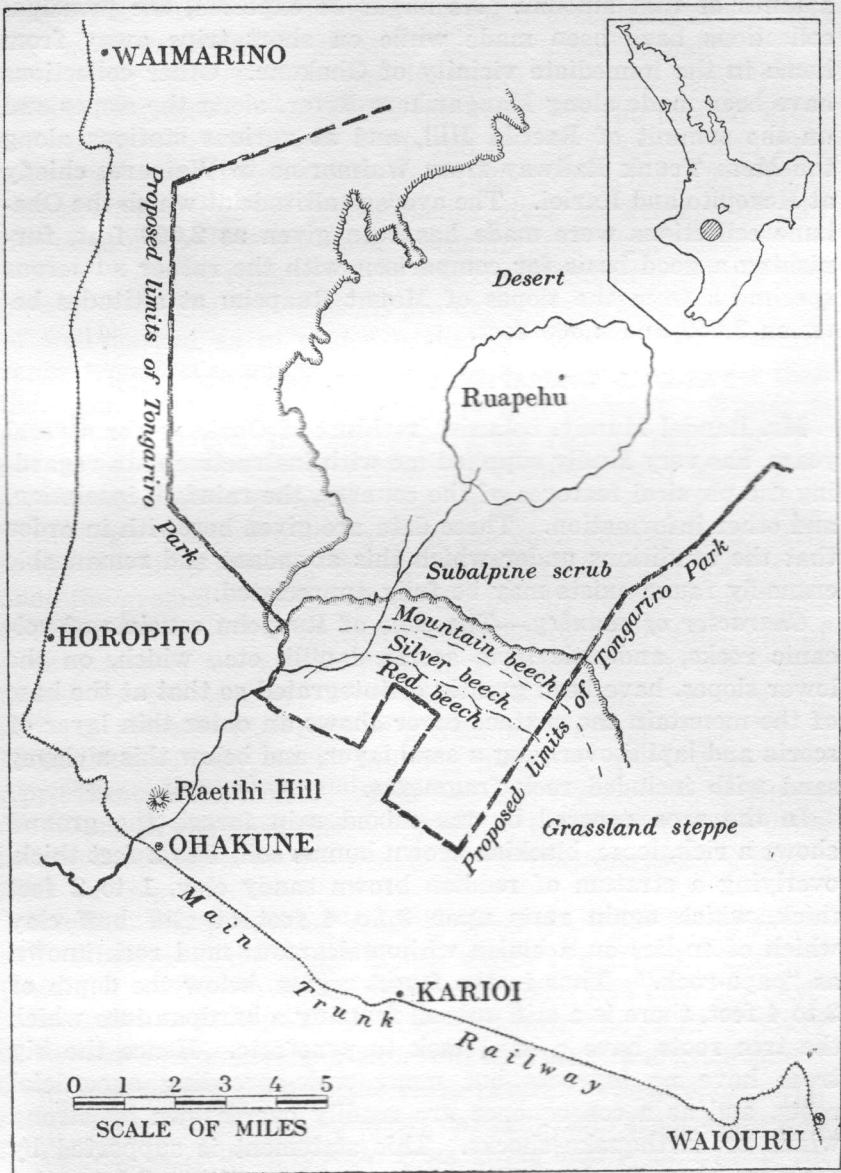 WAIMARINO
Proposed limits of Tongariro Park
Desert
Ruapehu
Subalpine scrub
HOROPITO
Mountain beech
Silver beech
Red beech
Proposed limits of Tongariro Park
Raetihi Hill
OHAKUNE
Grassland steppe
Main Trunk Railway
KARIOI
0 1 2 3 4 5
SCALE OF MILES
WAIOURU